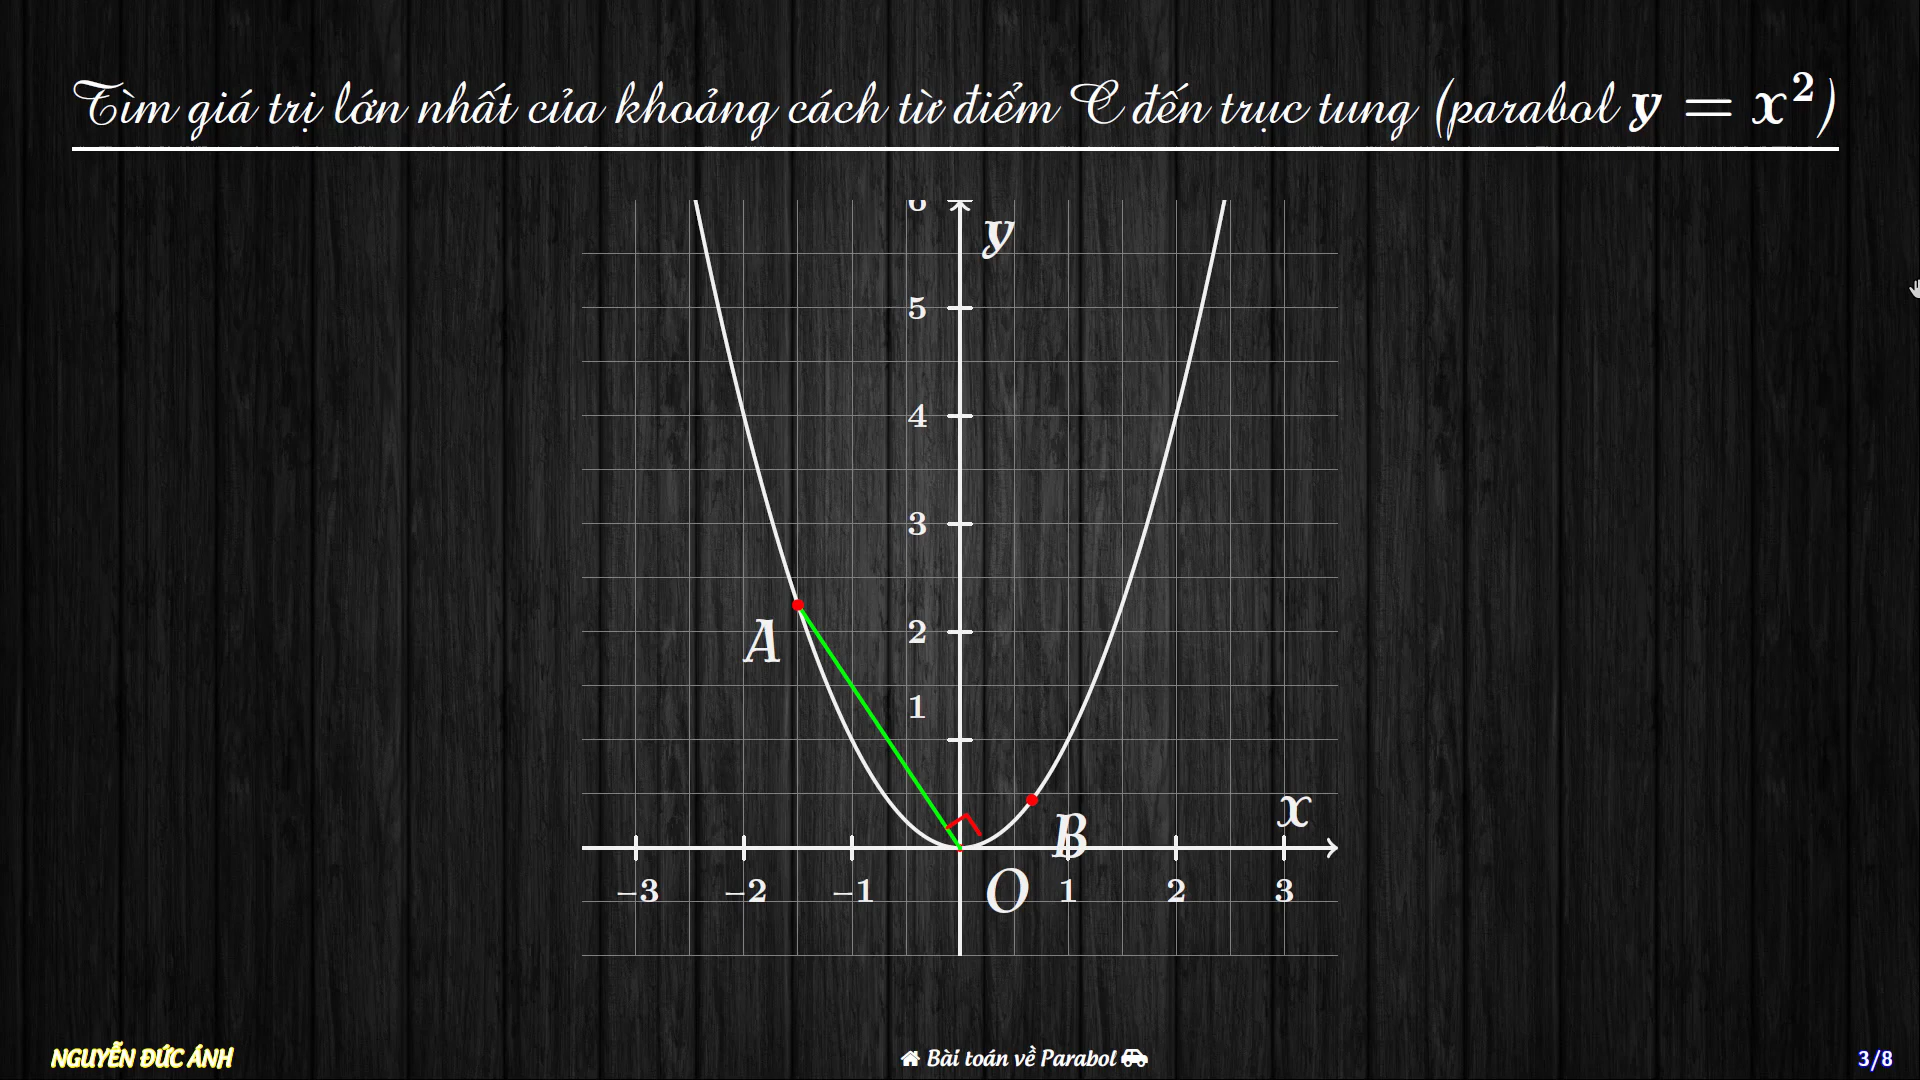 Tìm giá trị lớn nhất của khoảng cách từ điểm C đến trục tung (parabol y = x²)
6
y
5
4
3
A
2
1
x
B
−3 −2 −1 O 1 2 3
NGUYỄN ĐỨC ÁNH Bài toán về Parabol 3/8